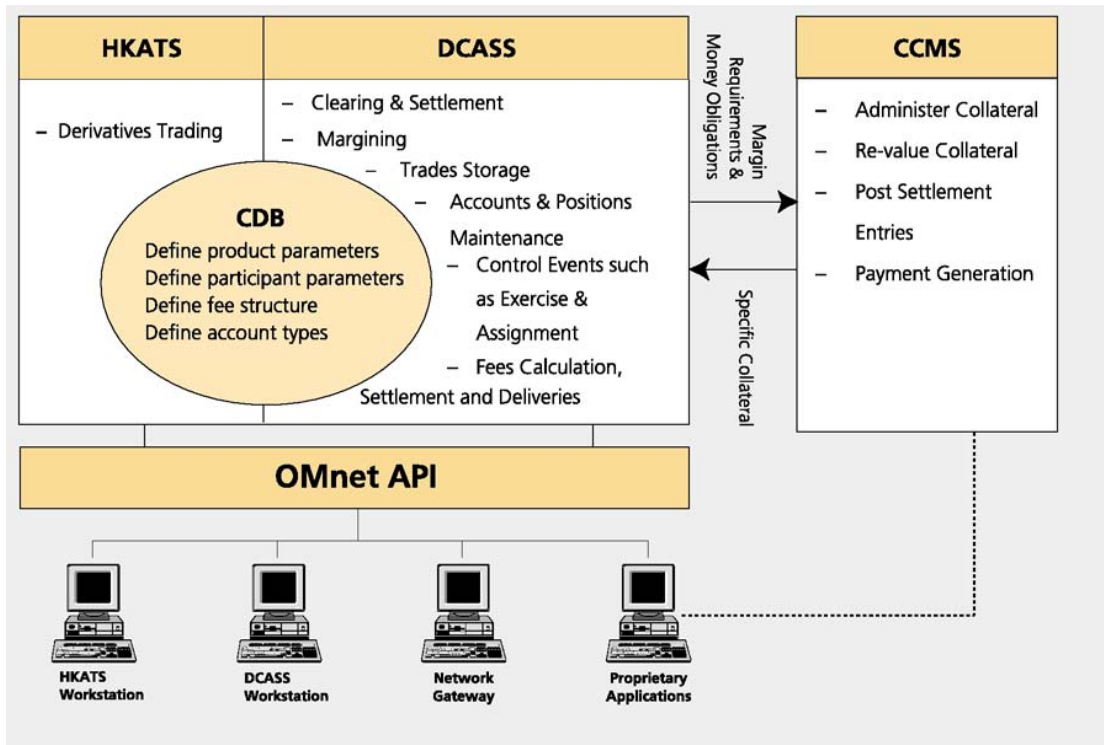 HKATS
– Derivatives Trading
DCASS
– Clearing & Settlement
– Margining
– Trades Storage
– Accounts & Positions
Maintenance
– Control Events such
as Exercise &
Assignment
– Fees Calculation,
Settlement and Deliveries
CDB
Define product parameters
Define participant parameters
Define fee structure
Define account types
Margin
Requirements &
Money Obligations
Specific Collateral
CCMS
– Administer Collateral
– Re-value Collateral
– Post Settlement
Entries
– Payment Generation
OMnet API
HKATS
Workstation
DCASS
Workstation
Network
Gateway
Proprietary
Applications